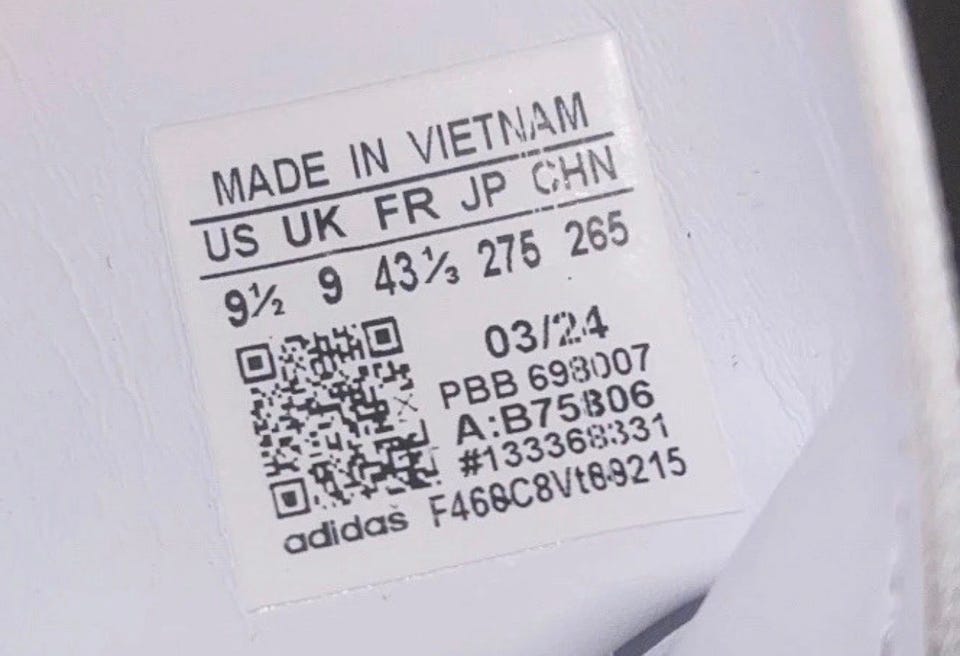 MADE IN VIETNAM
US UK FR JP CHN
9½ 9 43⅓ 275 265
03/24
PBB 698007
A:B75806
#133368331
adidas